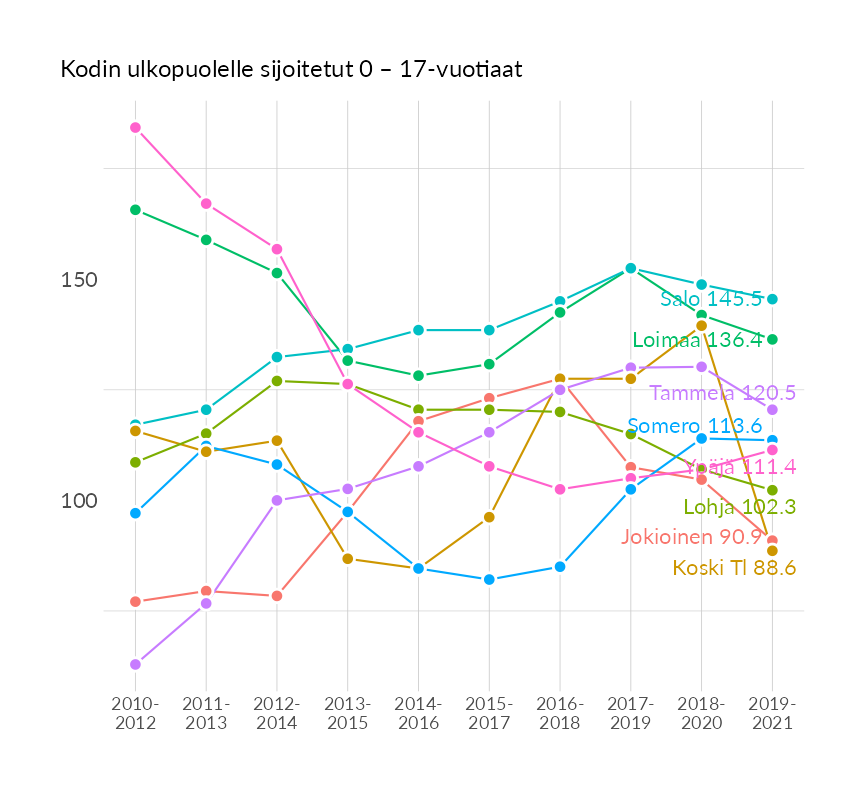 Kodin ulkopuolelle sijoitetut 0 – 17-vuotiaat
150
100
Salo 145.5
Loimaa 136.4
Tammela 120.5
Somero 113.6
Ypäjä 111.4
Lohja 102.3
Jokioinen 90.9
Koski Tl 88.6
2010-
2012
2011-
2013
2012-
2014
2013-
2015
2014-
2016
2015-
2017
2016-
2018
2017-
2019
2018-
2020
2019-
2021